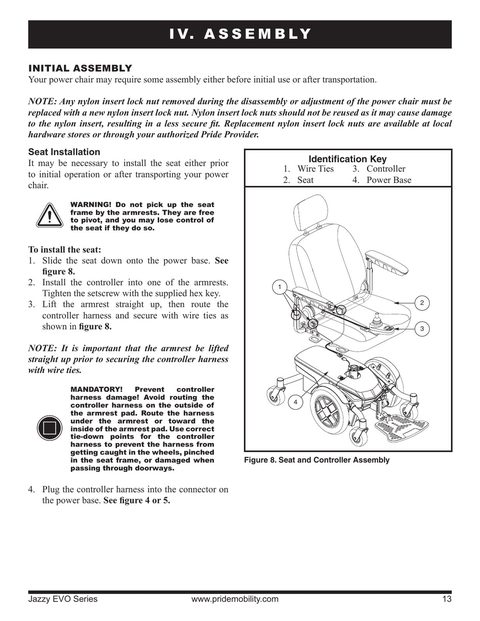 IV. ASSEMBLY
INITIAL ASSEMBLY
Your power chair may require some assembly either before initial use or after transportation.
NOTE: Any nylon insert lock nut removed during the disassembly or adjustment of the power chair must be
replaced with a new nylon insert lock nut. Nylon insert lock nuts should not be reused as it may cause damage
to the nylon insert, resulting in a less secure fit. Replacement nylon insert lock nuts are available at local
hardware stores or through your authorized Pride Provider.
Seat Installation
It may be necessary to install the seat either prior
to initial operation or after transporting your power
chair.
WARNING! Do not pick up the seat
frame by the armrests. They are free
to pivot, and you may lose control of
the seat if they do so.
To install the seat:
1. Slide the seat down onto the power base. See
figure 8.
2. Install the controller into one of the armrests.
Tighten the setscrew with the supplied hex key.
3. Lift the armrest straight up, then route the
controller harness and secure with wire ties as
shown in figure 8.
NOTE: It is important that the armrest be lifted
straight up prior to securing the controller harness
with wire ties.
MANDATORY! Prevent controller
harness damage! Avoid routing the
controller harness on the outside of
the armrest pad. Route the harness
under the armrest or toward the
inside of the armrest pad. Use correct
tie-down points for the controller
harness to prevent the harness from
getting caught in the wheels, pinched
in the seat frame, or damaged when
passing through doorways.
4. Plug the controller harness into the connector on
the power base. See figure 4 or 5.
Identification Key
1. Wire Ties 3. Controller
2. Seat 4. Power Base
1
2
3
4
Figure 8. Seat and Controller Assembly
Jazzy EVO Series www.pridemobility.com 13